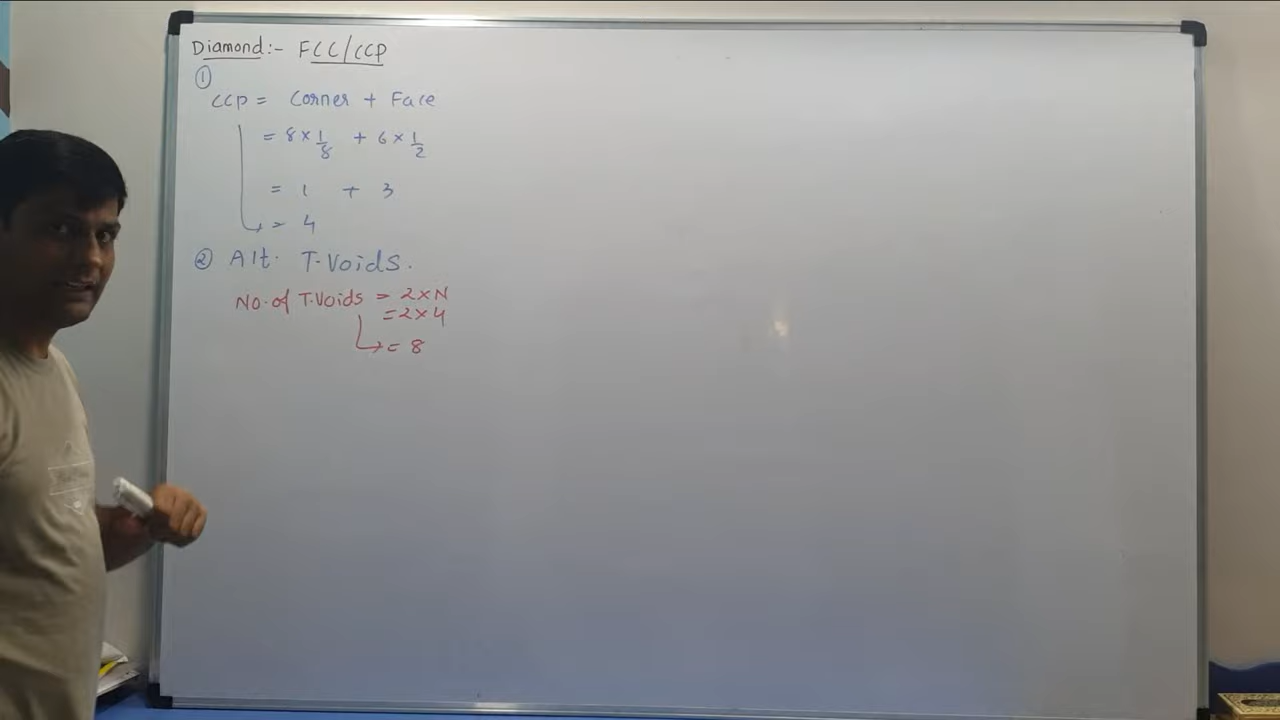 Diamond:- FCC/CCP
①
CCP = Corner + Face
= 8 × 1/8 + 6 × 1/2
= 1 + 3
= 4
② Alt. T.Voids.
No. of T.Voids = 2×N
= 2×4
= 8